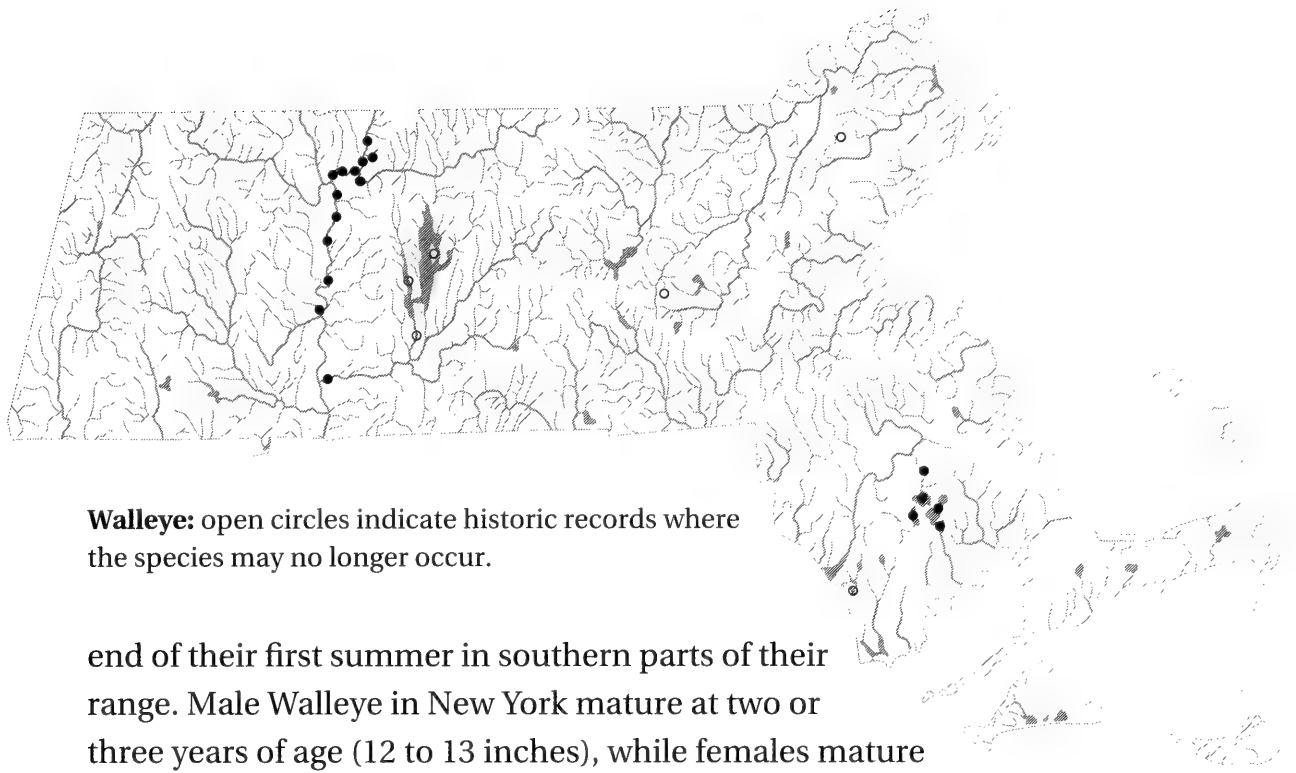 Walleye: open circles indicate historic records where
the species may no longer occur.
end of their first summer in southern parts of their
range. Male Walleye in New York mature at two or
three years of age (12 to 13 inches), while females mature